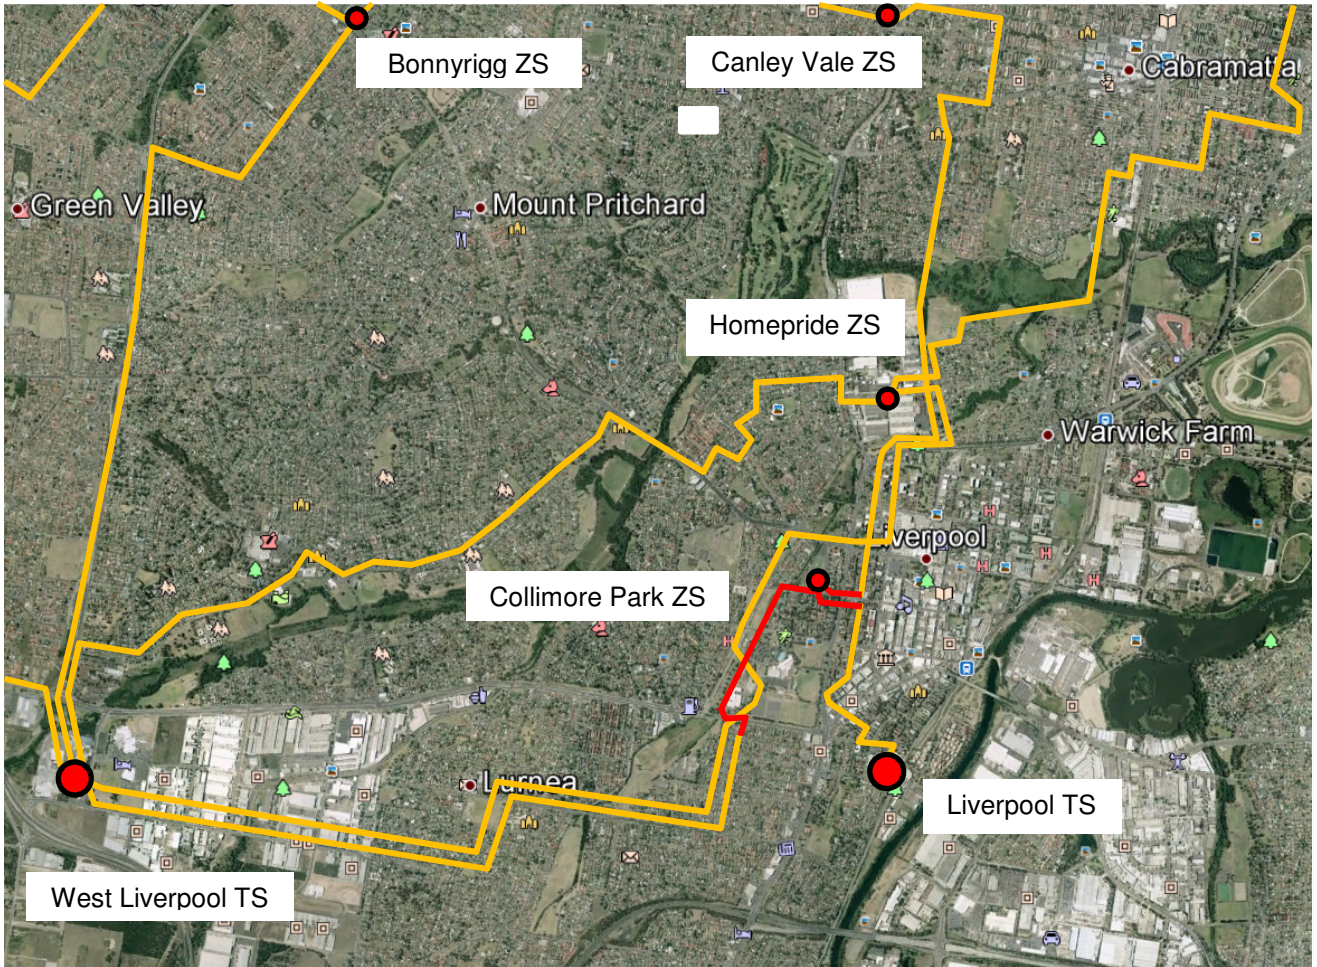 Bonnyrigg ZS
Canley Vale ZS
Cabramatta
Green Valley
Mount Pritchard
Homepride ZS
Warwick Farm
Liverpool
Collimore Park ZS
Lurnea
Liverpool TS
West Liverpool TS